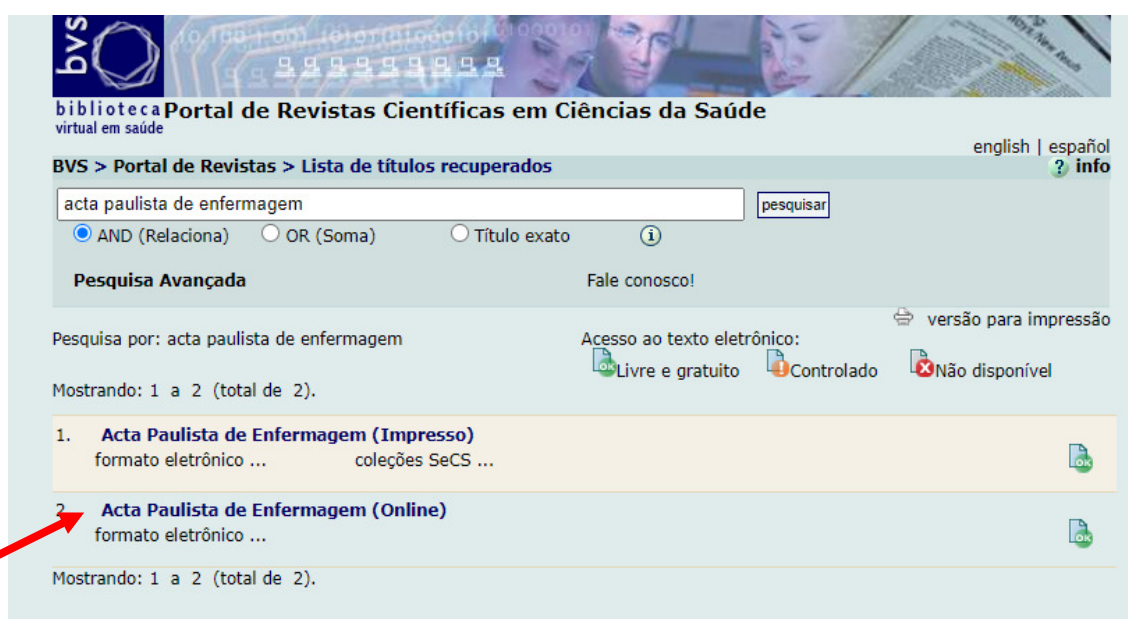 bvs
biblioteca
virtual em saúde
Portal de Revistas Científicas em Ciências da Saúde
english | español
BVS > Portal de Revistas > Lista de títulos recuperados
? info
acta paulista de enfermagem
pesquisar
AND (Relaciona) OR (Soma) Título exato i
Pesquisa Avançada Fale conosco!
versão para impressão
Pesquisa por: acta paulista de enfermagem
Acesso ao texto eletrônico:
OK Livre e gratuito ! Controlado Não disponível
Mostrando: 1 a 2 (total de 2).
1. Acta Paulista de Enfermagem (Impresso)
formato eletrônico ... coleções SeCS ...
OK
2. Acta Paulista de Enfermagem (Online)
formato eletrônico ...
OK
Mostrando: 1 a 2 (total de 2).